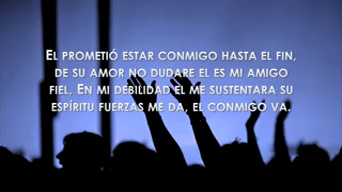 EL PROMETIÓ ESTAR CONMIGO HASTA EL FIN,
DE SU AMOR NO DUDARE EL ES MI AMIGO
FIEL, EN MI DEBILIDAD EL ME SUSTENTARA SU
ESPÍRITU FUERZAS ME DA, EL CONMIGO VA.